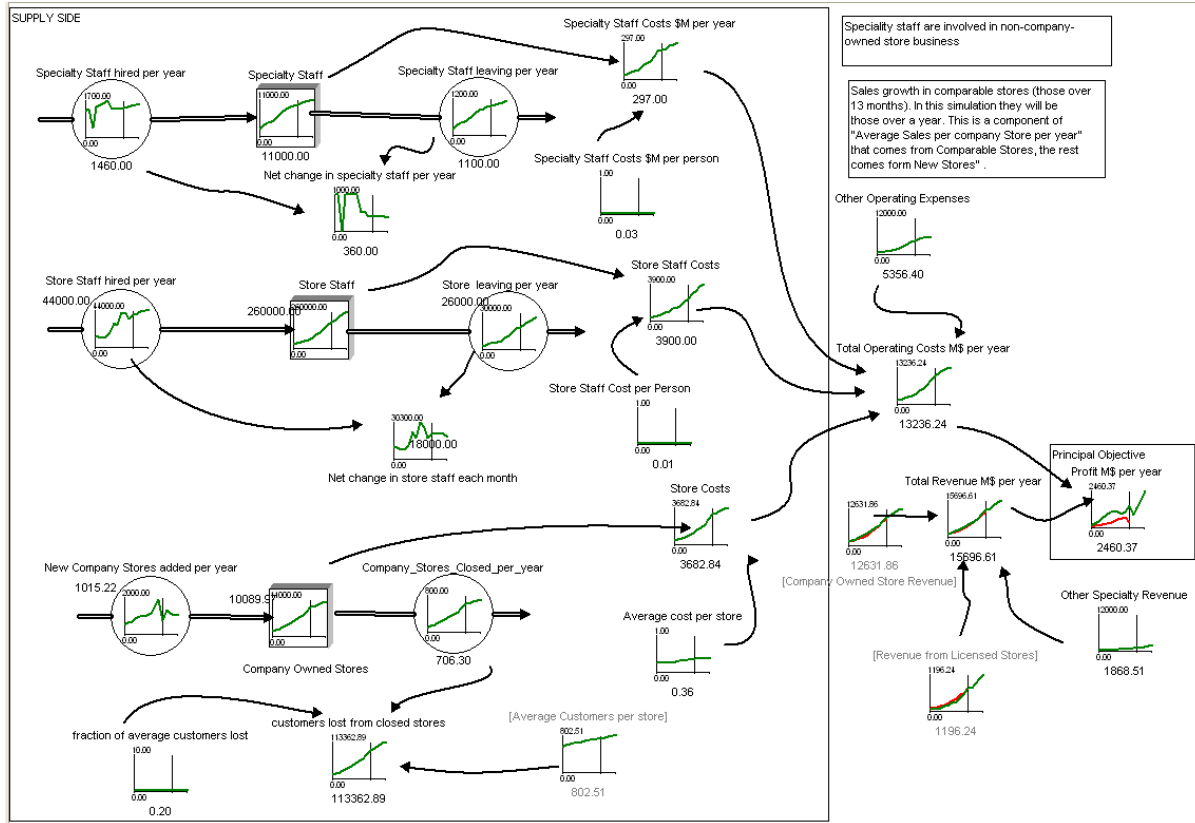 SUPPLY SIDE
Specialty Staff Costs $M per year
297.00
0.00
297.00
Speciality staff are involved in non-company-
owned store business
Specialty Staff hired per year
1700.00
0.00
1460.00
Specialty Staff
11000.00
0.00
11000.00
Specialty Staff leaving per year
1200.00
0.00
1100.00
Sales growth in comparable stores (those over
13 months). In this simulation they will be
those over a year. This is a component of
"Average Sales per company Store per year"
that comes from Comparable Stores, the rest
comes form New Stores" .
Specialty Staff Costs $M per person
1.00
0.00
0.03
Net change in specialty staff per year
1000.00
0.00
360.00
Other Operating Expenses
12000.00
0.00
5356.40
Store Staff hired per year
44000.00
44000.00
0.00
Store Staff
260000.00
0.00
Store leaving per year
26000.00
0.00
Store Staff Costs
3900.00
0.00
3900.00
Total Operating Costs M$ per year
13236.24
0.00
13236.24
Store Staff Cost per Person
1.00
0.00
0.01
30300.00
18000.00
0.00
Net change in store staff each month
Principal Objective
Profit M$ per year
2460.37
0.00
2460.37
Store Costs
3682.84
0.00
3682.84
12631.86
0.00
12631.86
[Company Owned Store Revenue]
Total Revenue M$ per year
15696.61
0.00
15696.61
New Company Stores added per year
1015.22
2000.00
0.00
10089.97
0.00
Company Owned Stores
Company_Stores_Closed_per_year
800.00
0.00
706.30
Average cost per store
1.00
0.00
0.36
Other Specialty Revenue
12000.00
0.00
1868.51
[Revenue from Licensed Stores]
1196.24
0.00
1196.24
fraction of average customers lost
10.00
0.00
0.20
customers lost from closed stores
113362.89
0.00
113362.89
[Average Customers per store]
802.51
0.00
802.51